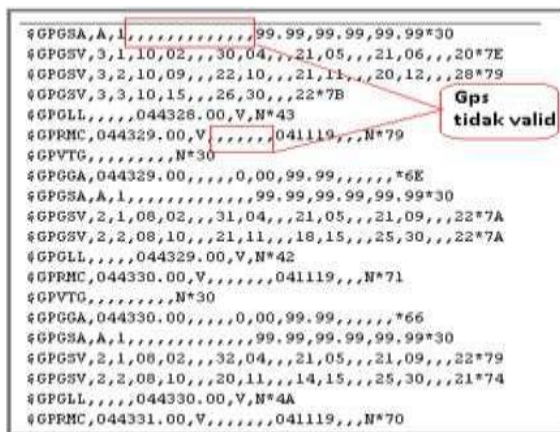 $GPGSA,A,1,,,,,,,,,,,,,99.99,99.99,99.99*30
$GPGSV,3,1,10,02,,,30,04,,,21,05,,,21,06,,,20*7E
$GPGSV,3,2,10,09,,,22,10,,,21,11,,,20,12,,,28*79
$GPGSV,3,3,10,15,,,26,30,,,22*7B
$GPGLL,,,,,044328.00,V,N*43
$GPRMC,044329.00,V,,,,,,,041119,,,N*79
$GPVTG,,,,,,,,,N*30
$GPGGA,044329.00,,,,,0,00,99.99,,,,,,*6E
$GPGSA,A,1,,,,,,,,,,,,,99.99,99.99,99.99*30
$GPGSV,2,1,08,02,,,31,04,,,21,05,,,21,09,,,22*7A
$GPGSV,2,2,08,10,,,21,11,,,18,15,,,25,30,,,22*7A
$GPGLL,,,,,044329.00,V,N*42
$GPRMC,044330.00,V,,,,,,,041119,,,N*71
$GPVTG,,,,,,,,,N*30
$GPGGA,044330.00,,,,,0,00,99.99,,,,,,*66
$GPGSA,A,1,,,,,,,,,,,,,99.99,99.99,99.99*30
$GPGSV,2,1,08,02,,,32,04,,,21,05,,,21,09,,,22*79
$GPGSV,2,2,08,10,,,20,11,,,14,15,,,25,30,,,21*74
$GPGLL,,,,,044330.00,V,N*4A
$GPRMC,044331.00,V,,,,,,,041119,,,N*70
Gps
tidak valid